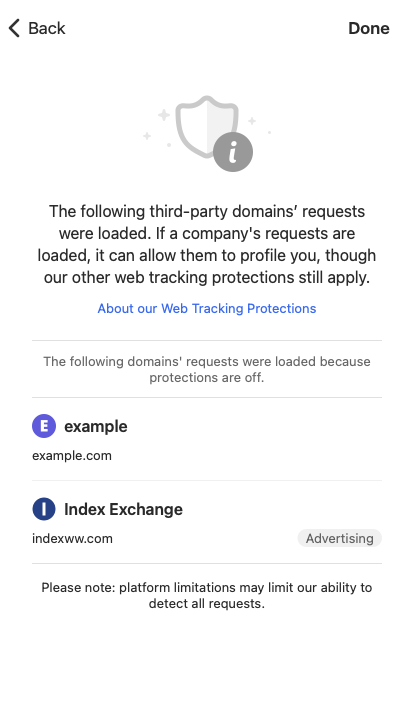 Back
Done
The following third-party domains’ requests
were loaded. If a company's requests are
loaded, it can allow them to profile you, though
our other web tracking protections still apply.
About our Web Tracking Protections
The following domains' requests were loaded because
protections are off.
E example
example.com
I Index Exchange
indexww.com
Advertising
Please note: platform limitations may limit our ability to
detect all requests.